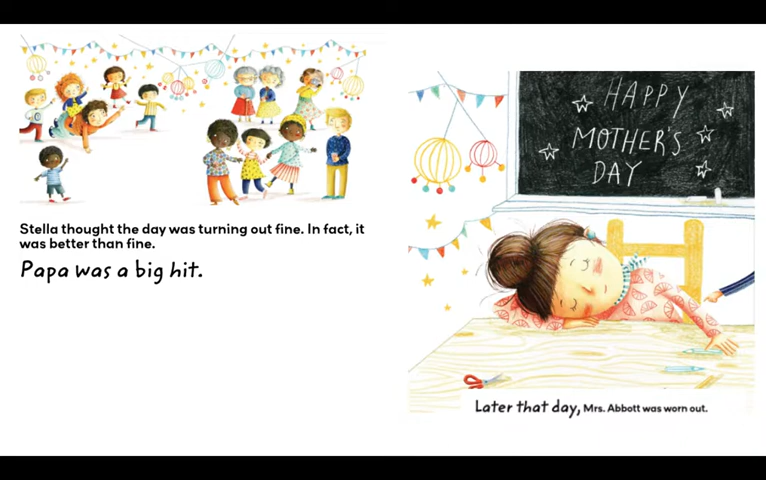 Stella thought the day was turning out fine. In fact, it
was better than fine.
Papa was a big hit.
HAPPY
MOTHER'S
DAY
Later that day, Mrs. Abbott was worn out.